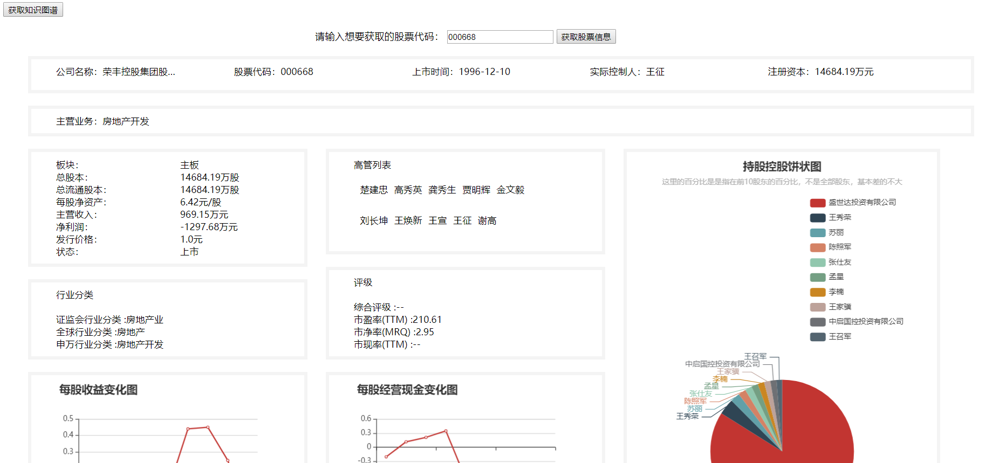 获取知识图谱
请输入想要获取的股票代码： 000668 获取股票信息
公司名称：荣丰控股集团股... 股票代码：000668 上市时间：1996-12-10 实际控制人：王征 注册资本：14684.19万元
主营业务：房地产开发
板块： 主板
总股本： 14684.19万股
总流通股本： 14684.19万股
每股净资产： 6.42元/股
主营收入： 969.15万元
净利润： -1297.68万元
发行价格： 1.0元
状态： 上市
行业分类
证监会行业分类 :房地产业
全球行业分类 :房地产
申万行业分类 :房地产开发
每股收益变化图
0.5
0.4
0.3
高管列表
楚建忠 高秀英 龚秀生 贾明辉 金文毅
刘长坤 王焕新 王宣 王征 谢高
评级
综合评级 :--
市盈率(TTM) :210.61
市净率(MRQ) :2.95
市现率(TTM) :--
每股经营现金变化图
0.6
0.3
0
-0.3
持股控股饼状图
这里的百分比是是指在前10股东的百分比，不是全部股东，基本差的不大
盛世达投资有限公司
王秀荣
苏丽
陈照军
张仕友
孟星
李楠
王家骥
中启国控投资有限公司
王召军
王召军
中启国控投资有限公司
王家骥
李楠
孟星
张仕友
陈照军
苏丽
王秀荣